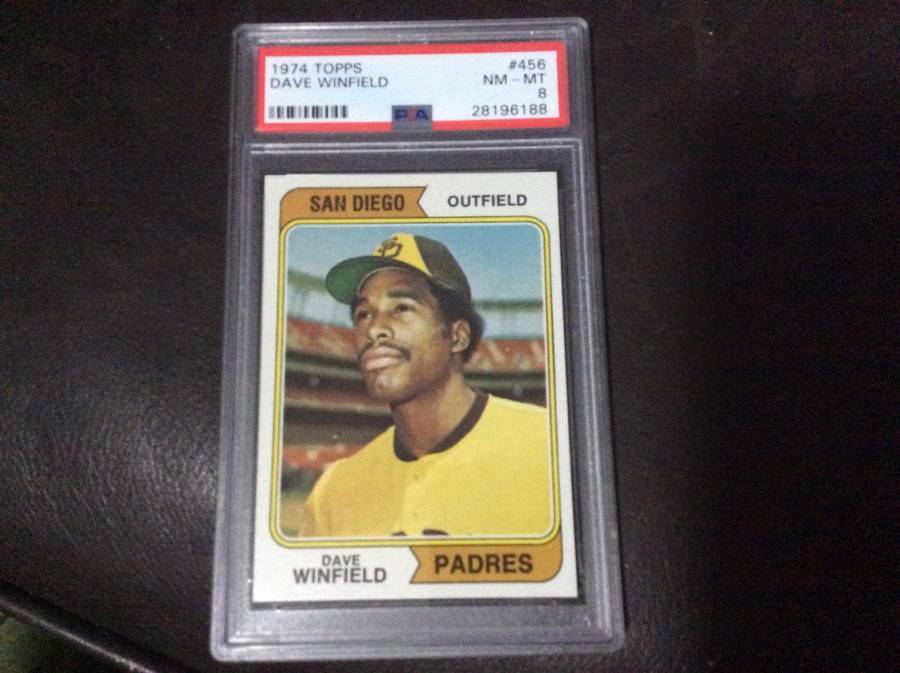 1974 TOPPS #456
DAVE WINFIELD NM – MT
8
PSA 28196188
SAN DIEGO OUTFIELD
SD
DAVE
WINFIELD
PADRES